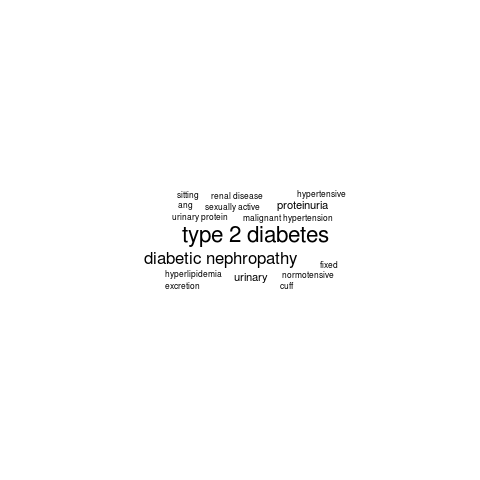 sitting renal disease hypertensive
ang sexually active proteinuria
urinary protein malignant hypertension
type 2 diabetes
diabetic nephropathy fixed
hyperlipidemia urinary normotensive
excretion cuff